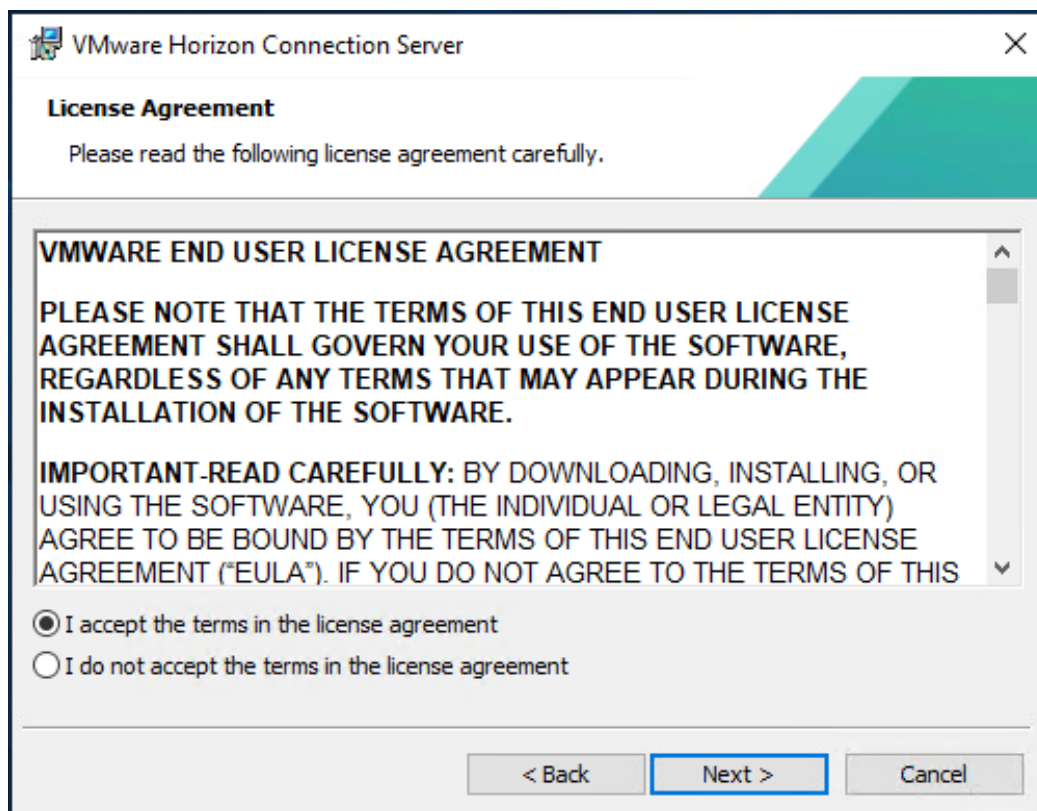 VMware Horizon Connection Server
License Agreement
Please read the following license agreement carefully.
VMWARE END USER LICENSE AGREEMENT
PLEASE NOTE THAT THE TERMS OF THIS END USER LICENSE
AGREEMENT SHALL GOVERN YOUR USE OF THE SOFTWARE,
REGARDLESS OF ANY TERMS THAT MAY APPEAR DURING THE
INSTALLATION OF THE SOFTWARE.
IMPORTANT-READ CAREFULLY: BY DOWNLOADING, INSTALLING, OR
USING THE SOFTWARE, YOU (THE INDIVIDUAL OR LEGAL ENTITY)
AGREE TO BE BOUND BY THE TERMS OF THIS END USER LICENSE
AGREEMENT (“EULA”). IF YOU DO NOT AGREE TO THE TERMS OF THIS
I accept the terms in the license agreement
I do not accept the terms in the license agreement
< Back
Next >
Cancel